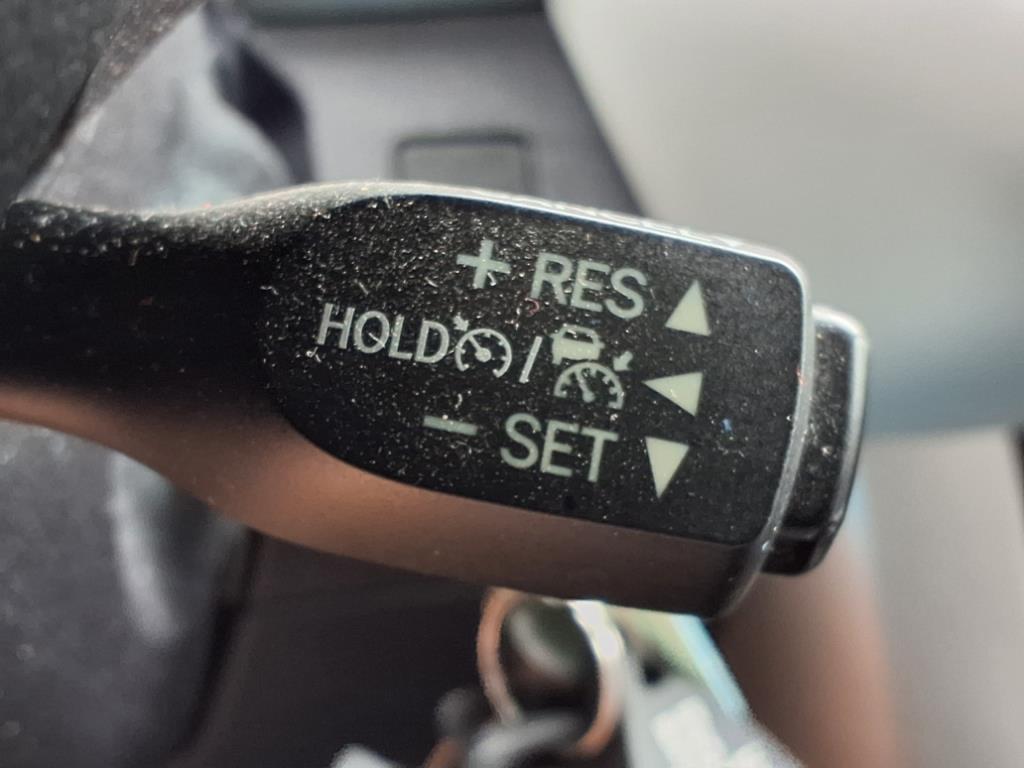 + RES
HOLD /
− SET